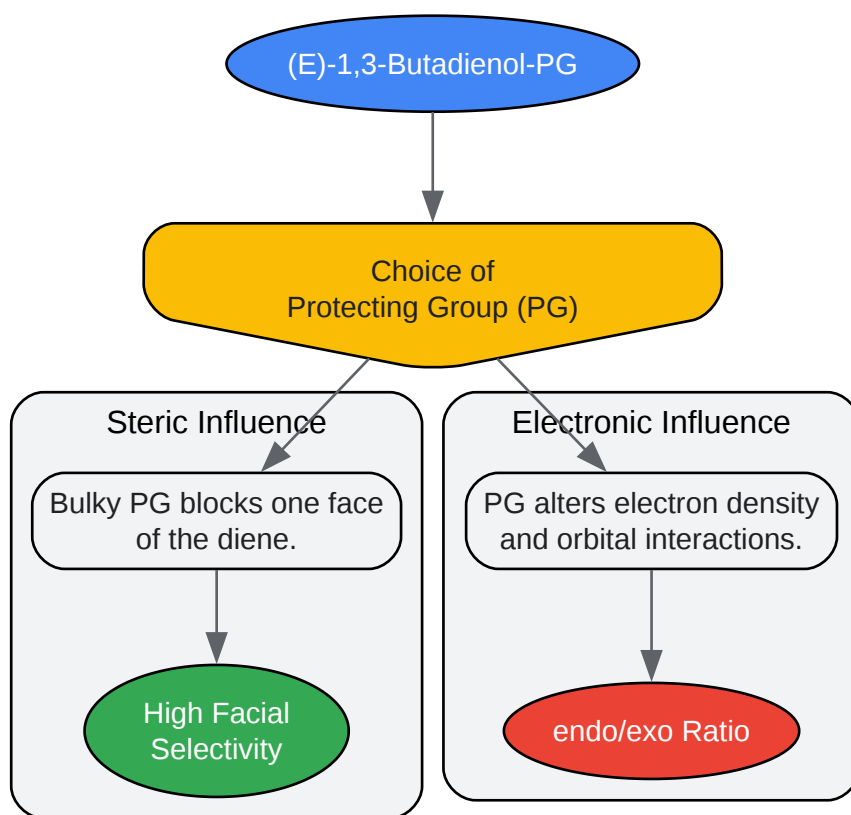 (E)-1,3-Butadienol-PG
Choice of
Protecting Group (PG)
Steric Influence
Bulky PG blocks one face
of the diene.
High Facial
Selectivity
Electronic Influence
PG alters electron density
and orbital interactions.
endo/exo Ratio